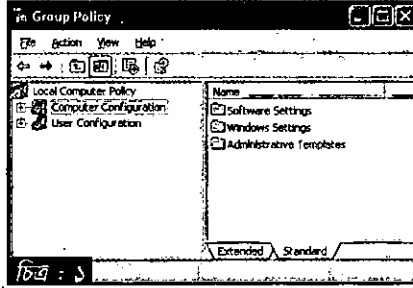 Group Policy
File Action View Help
Local Computer Policy
Computer Configuration
User Configuration
Name
Software Settings
Windows Settings
Administrative Templates
Extended Standard
চিত্র : ১